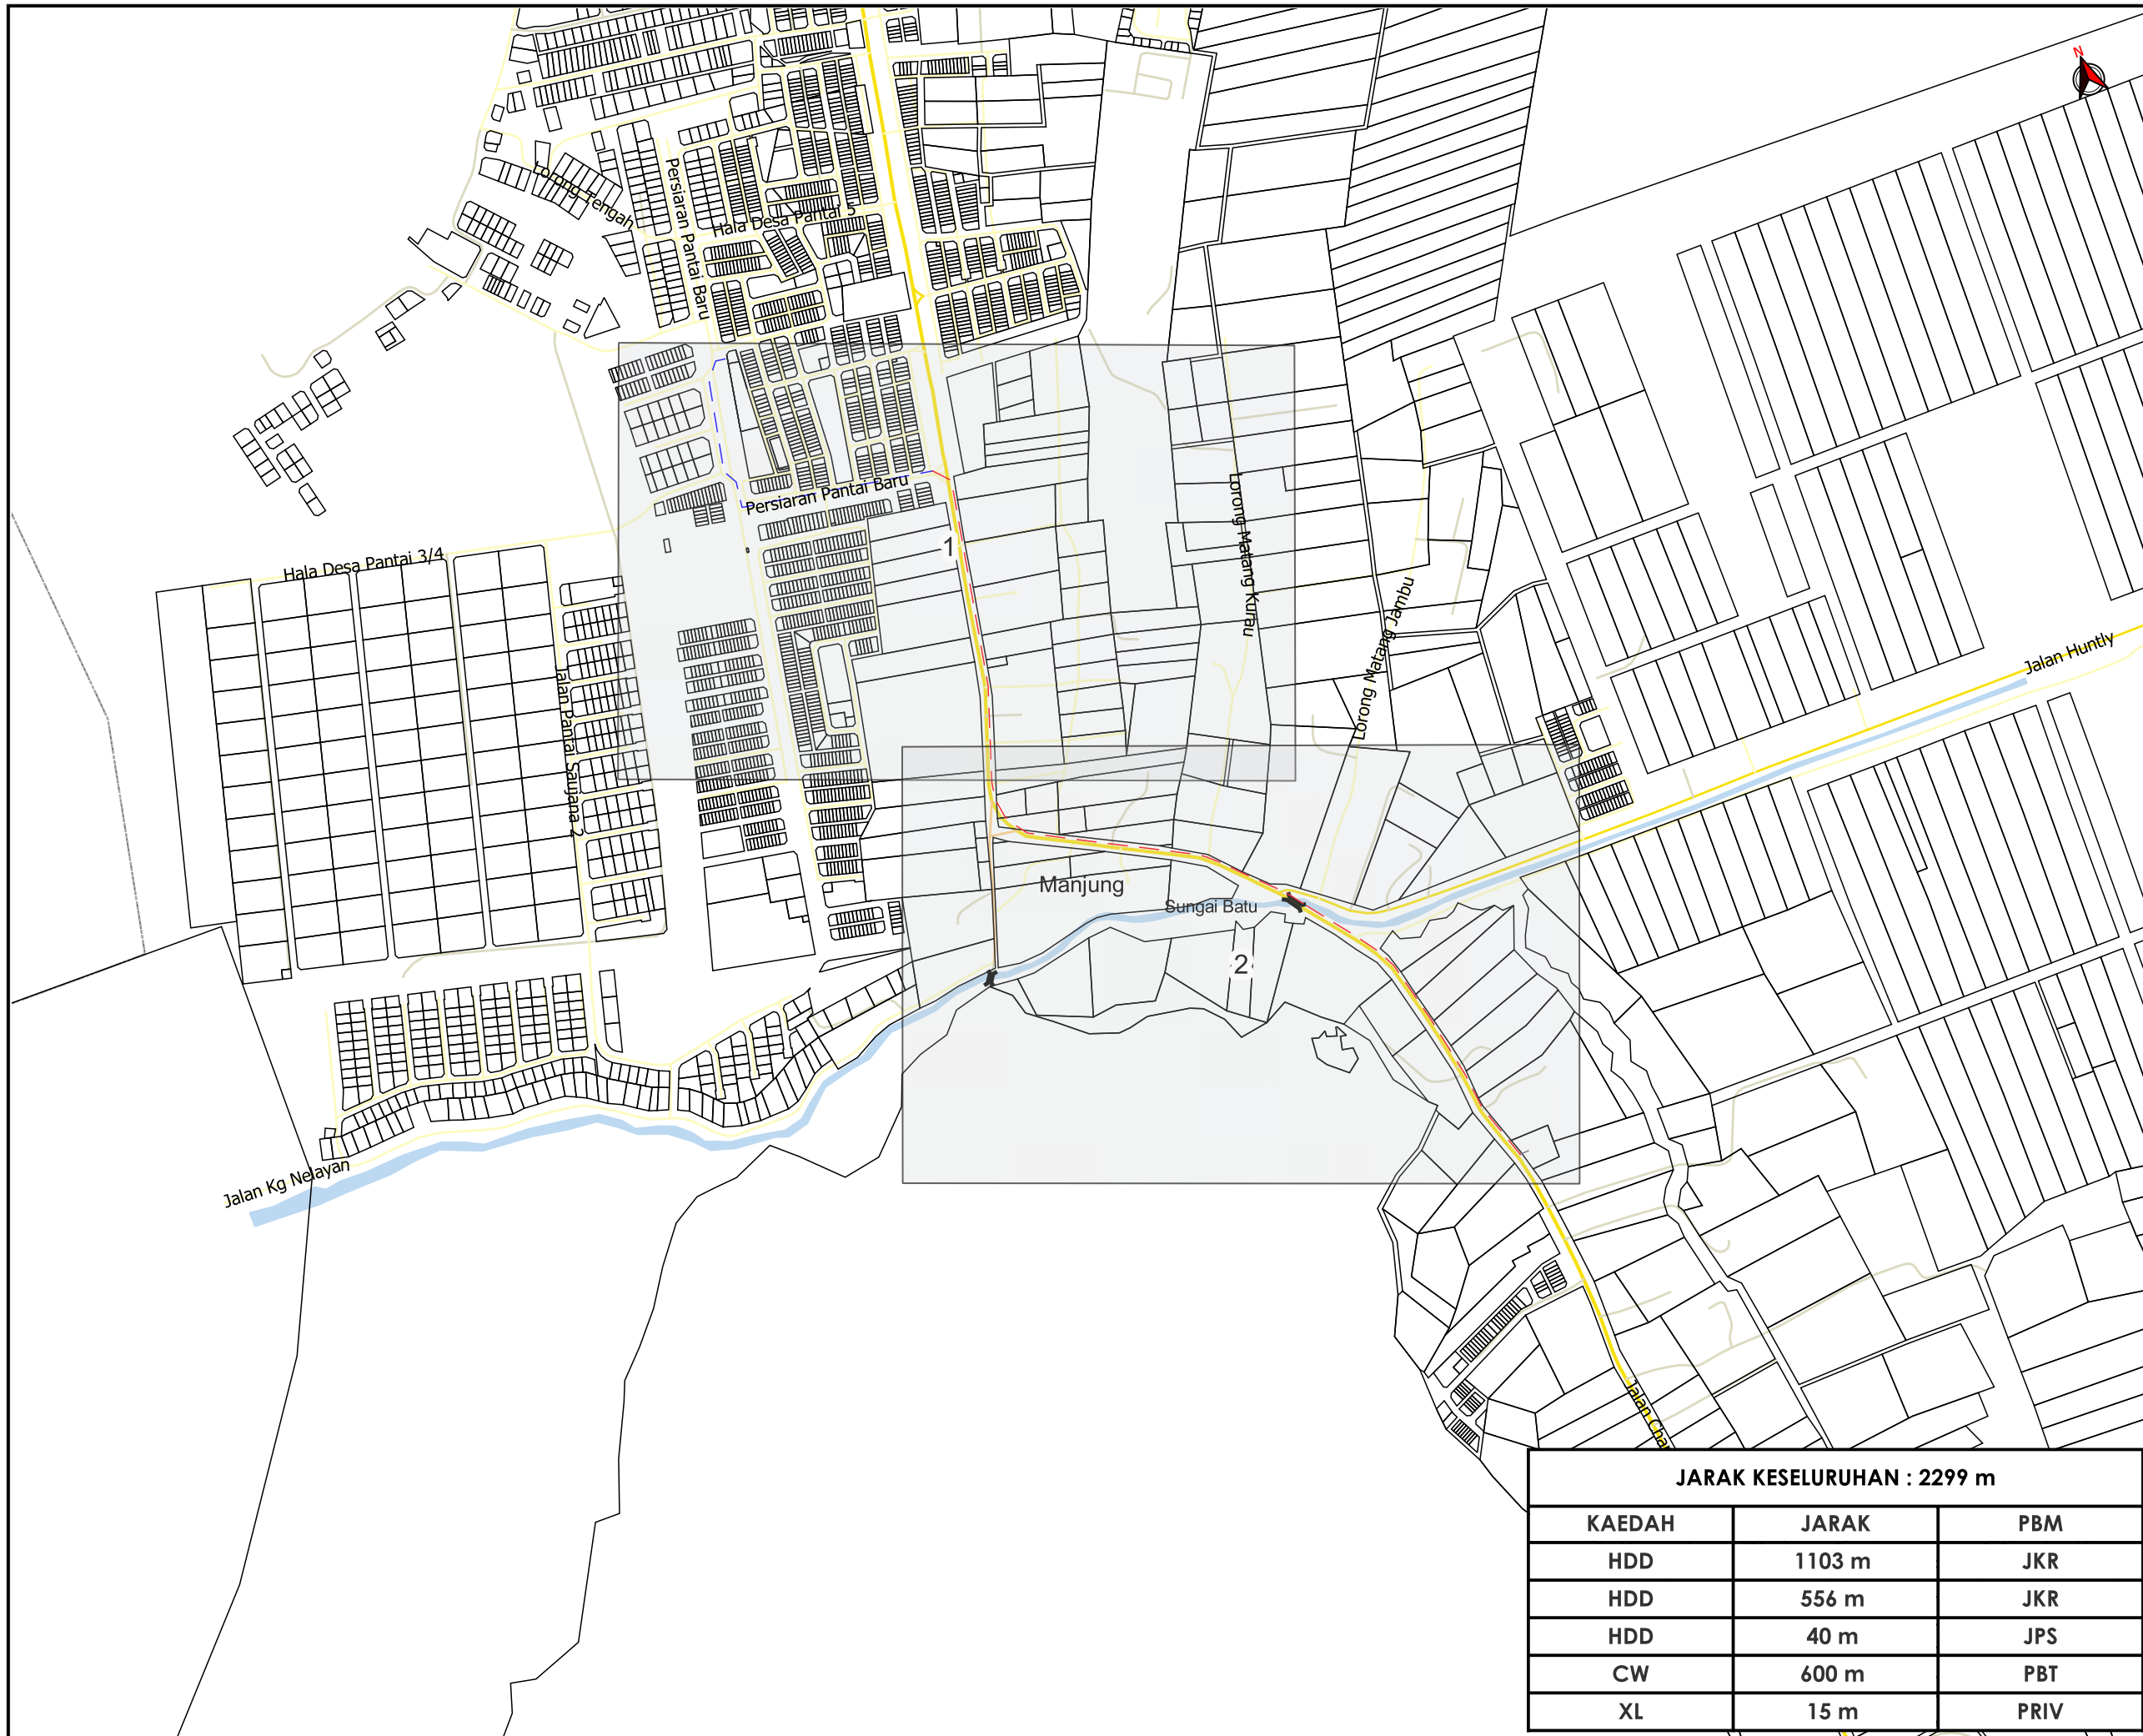 N
Lorong Tengah
Persiaran Pantai Baru
Hala Desa Pantai 5
Persiaran Pantai Baru
Lorong Matang Kurau
1
Hala Desa Pantai 3/4
Lorong Matang Jambu
Jalan Huntly
Jalan Pantai Sajuana 2
Manjung
Sungai Batu
2
Jalan Kg Nelayan
Jalan Cha
JARAK KESELURUHAN : 2299 m
KAEDAH JARAK PBM
HDD 1103 m JKR
HDD 556 m JKR
HDD 40 m JPS
CW 600 m PBT
XL 15 m PRIV